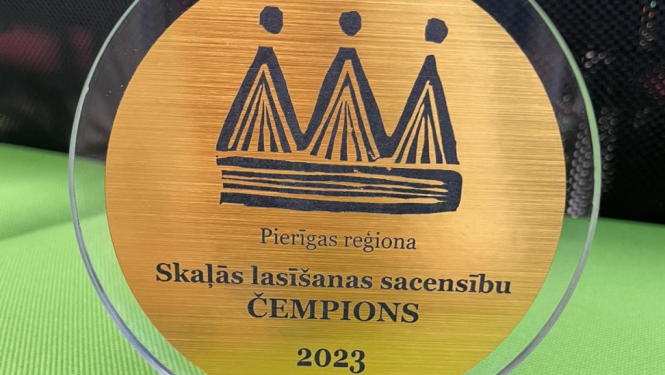 Pierīgas reģiona
Skaļās lasīšanas sacensību
ČEMPIONS
2023